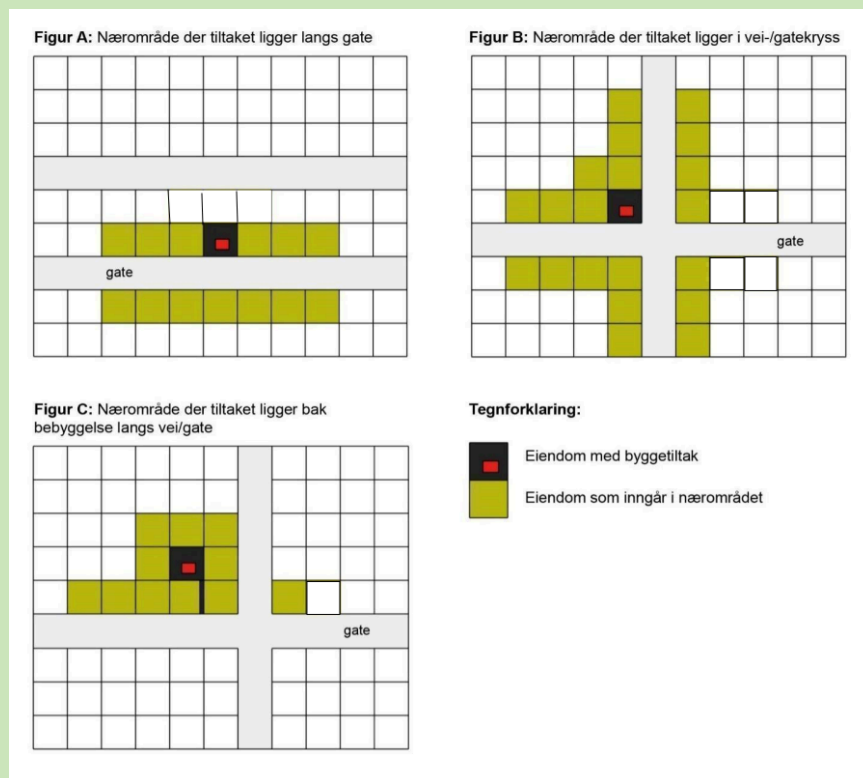 Figur A: Nærområde der tiltaket ligger langs gate
gate
Figur B: Nærområde der tiltaket ligger i vei-/gatekryss
gate
Figur C: Nærområde der tiltaket ligger bak
bebyggelse langs vei/gate
gate
Tegnforklaring:
Eiendom med byggetiltak
Eiendom som inngår i nærområdet